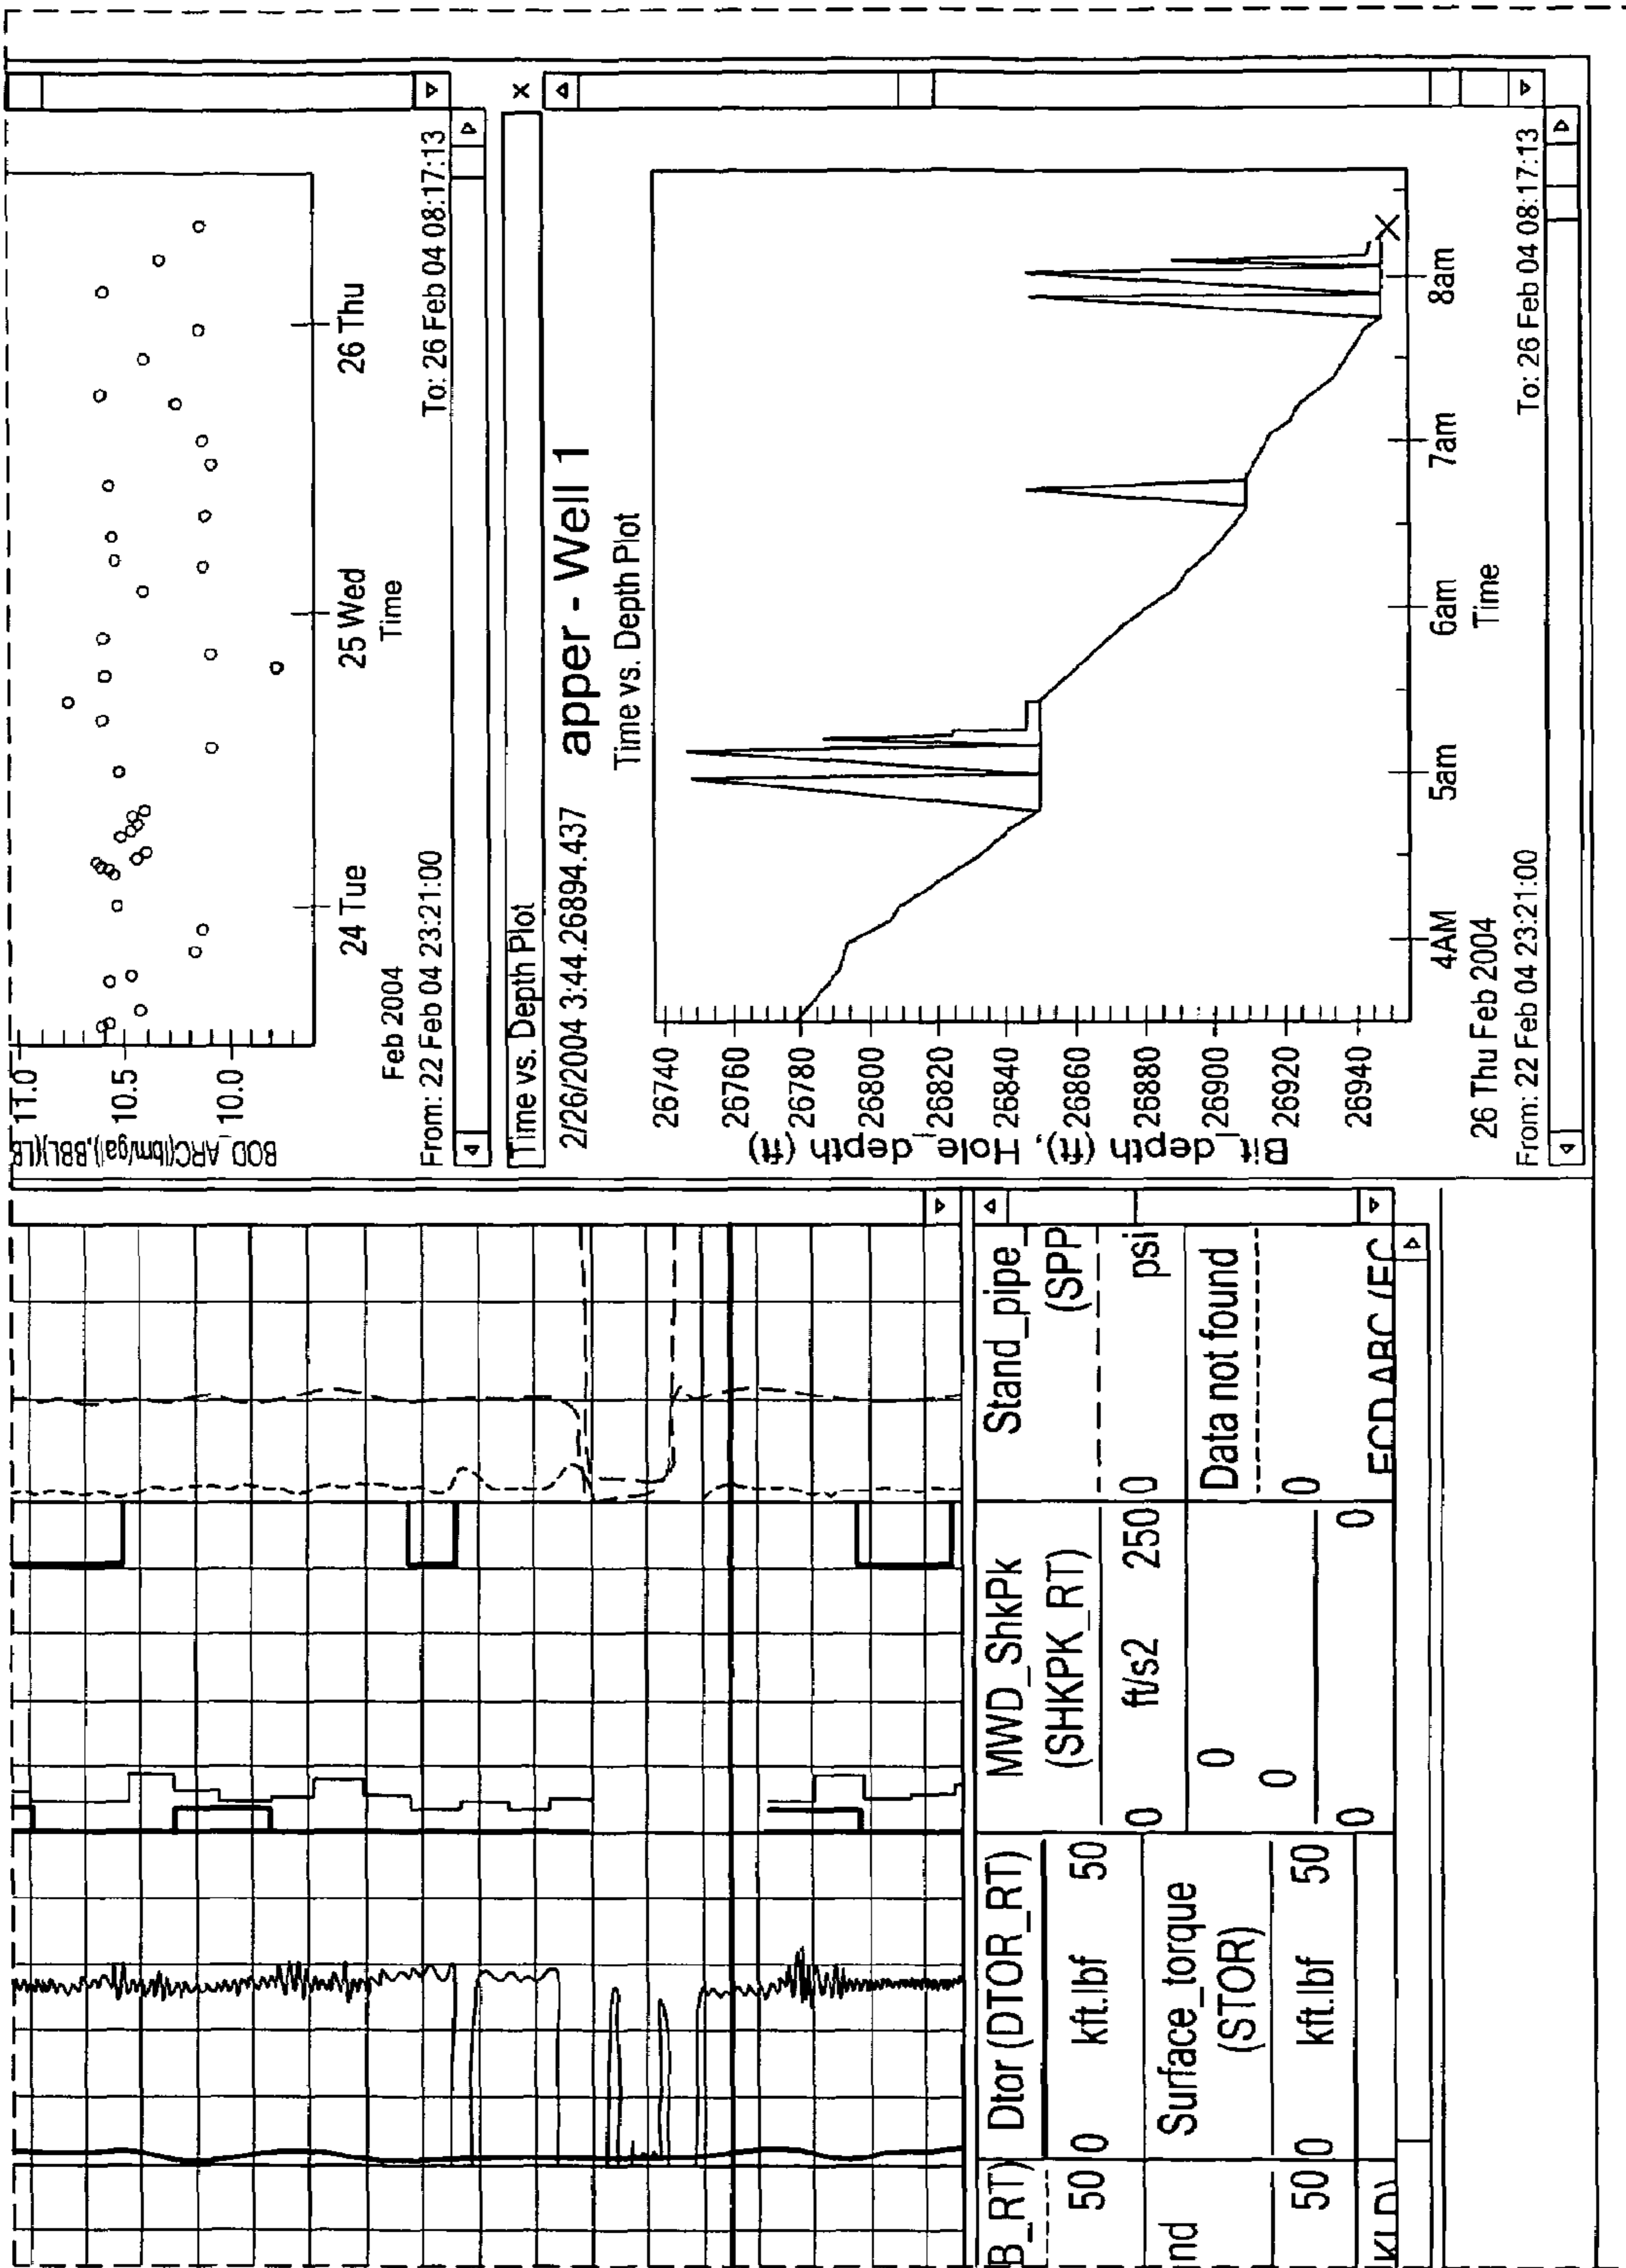 11.0
10.5
10.0
BOD_ARC(lbm/gal),BBL)(LB
24 Tue
25 Wed
26 Thu
Feb 2004
Time
From: 22 Feb 04 23:21:00
To: 26 Feb 04 08:17:13
Time vs. Depth Plot
x
2/26/2004 3:44.26894.437
apper - Well 1
Time vs. Depth Plot
26740
26760
26780
26800
26820
26840
26860
26880
26900
26920
26940
Bit_depth (ft), Hole_depth (ft)
4AM
5am
6am
7am
8am
26 Thu Feb 2004
Time
From: 22 Feb 04 23:21:00
To: 26 Feb 04 08:17:13
B_RT)
50
nd
50
KLD)
Dtor (DTOR_RT)
0 kft.lbf 50
Surface_torque
(STOR)
0 kft.lbf 50
MWD_ShkPk
(SHKPK_RT)
0 ft/s2 250
0
0
0 0
Stand_pipe_
(SPP
0 psi
Data not found
0